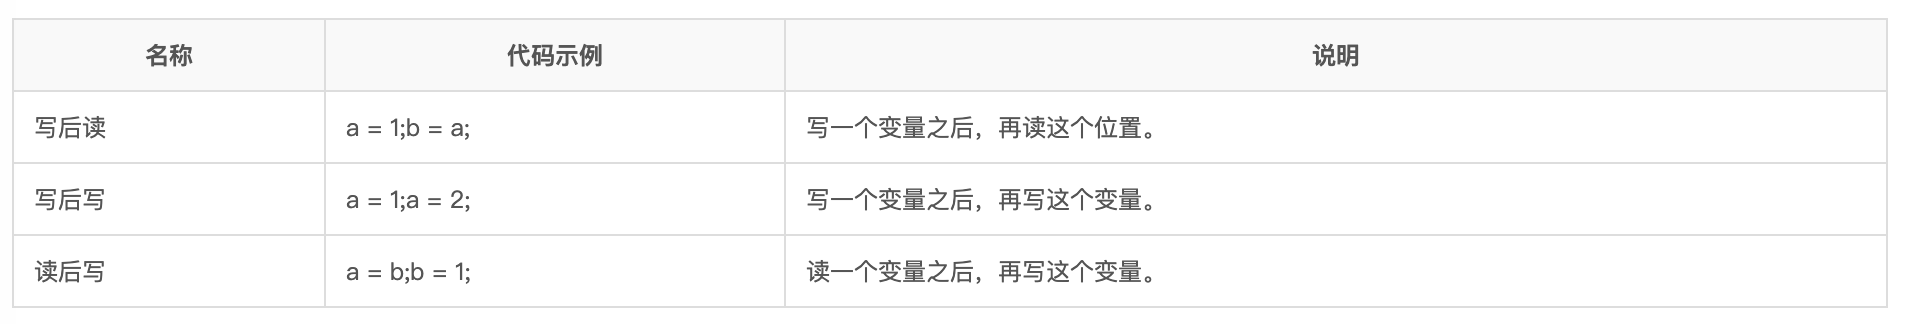 名称 代码示例 说明
写后读 a = 1;b = a; 写一个变量之后，再读这个位置。
写后写 a = 1;a = 2; 写一个变量之后，再写这个变量。
读后写 a = b;b = 1; 读一个变量之后，再写这个变量。